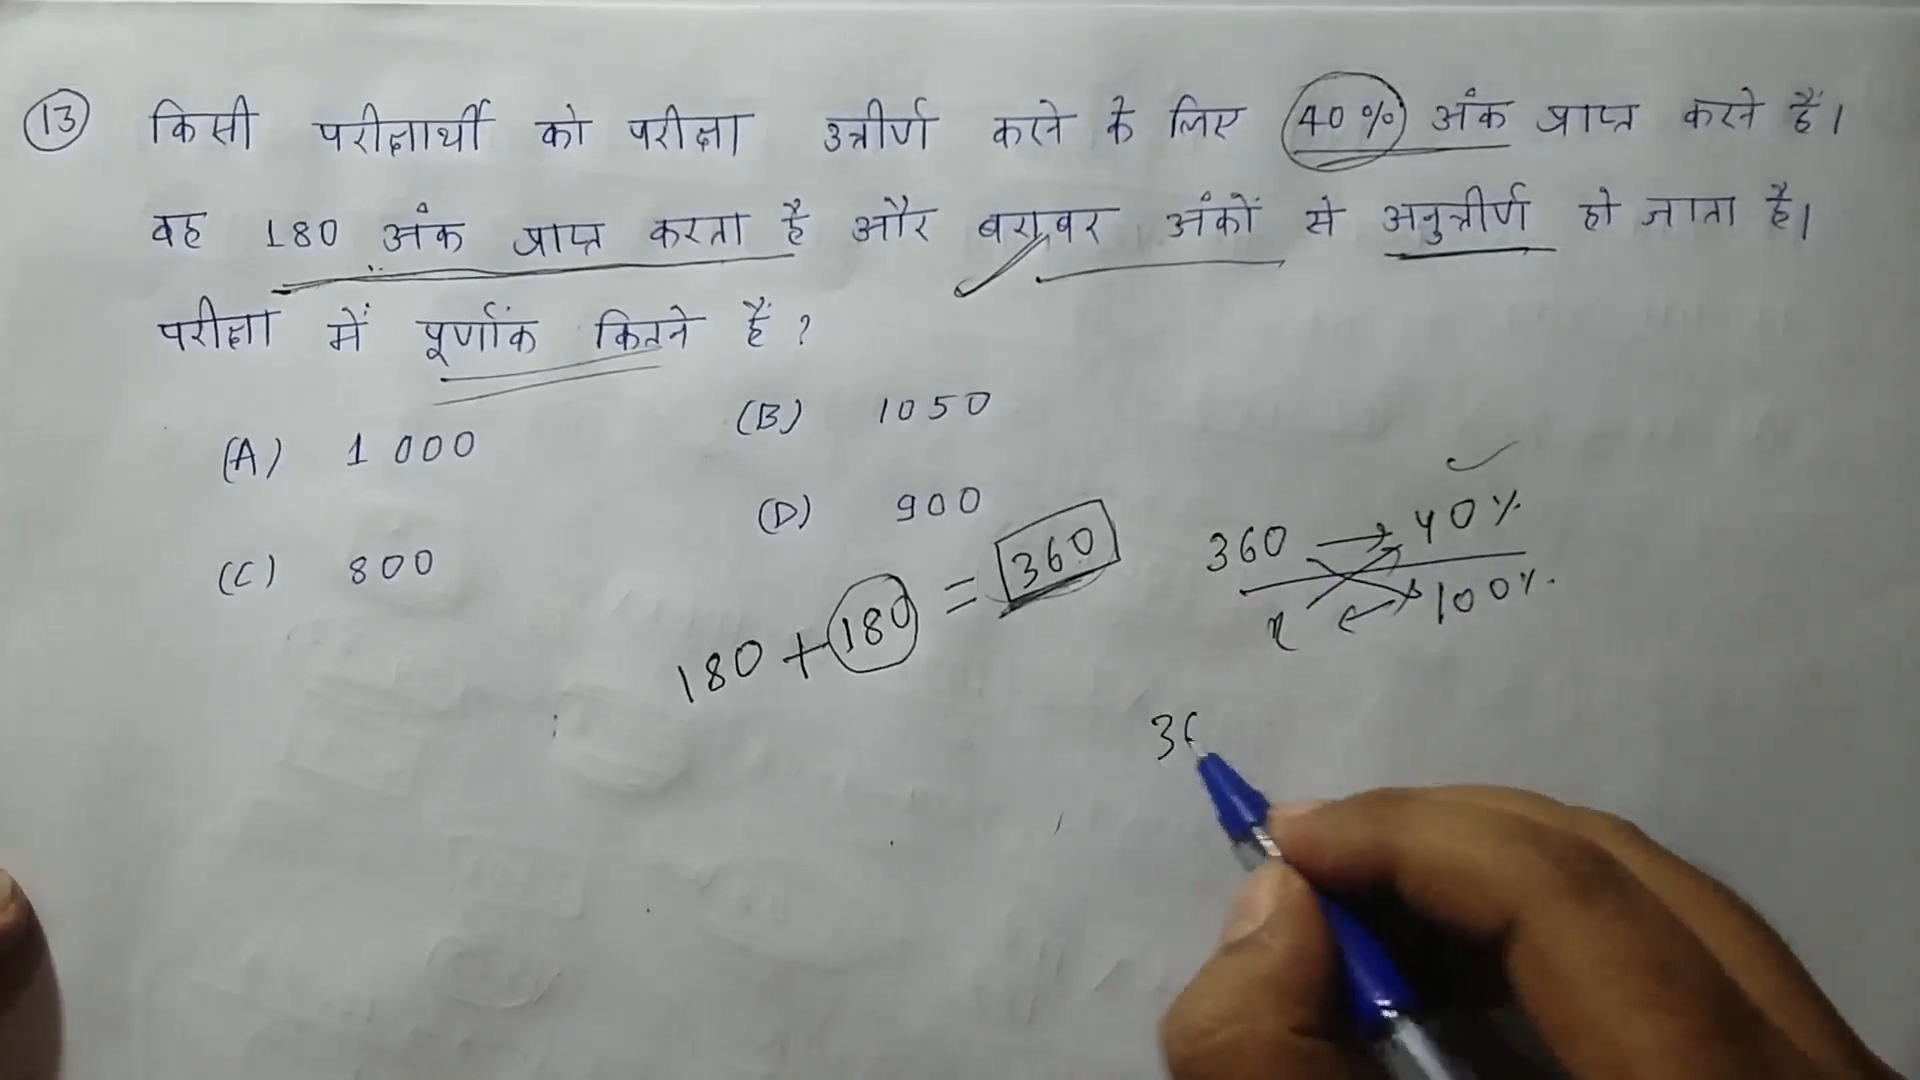 13 किसी परीक्षार्थी को परीक्षा उत्रीर्ण करने के लिए 40% अंक प्राप्त करने हैं।
वह 180 अंक प्राप्त करता है और बराबर अंकों से अनुत्रीर्ण हो जाता है।
परीक्षा में पूर्णांक कितने हैं ?
(A) 1000
(B) 1050
(C) 800
(D) 900
180 + 180 = 360
360 → 40%
x 100%
36